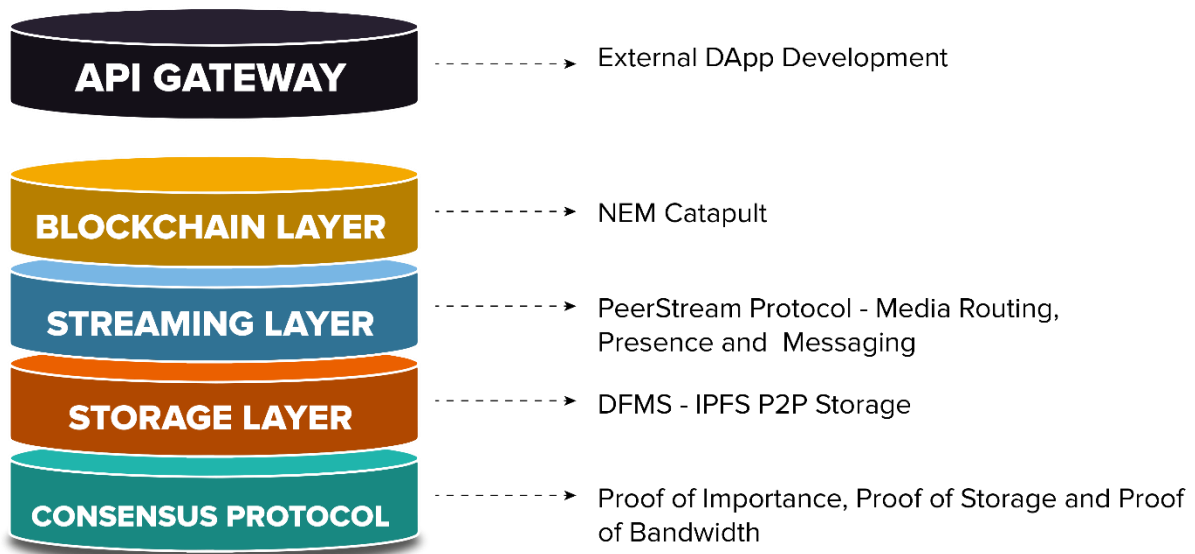 API GATEWAY
External DApp Development
BLOCKCHAIN LAYER
NEM Catapult
STREAMING LAYER
PeerStream Protocol - Media Routing,
Presence and Messaging
STORAGE LAYER
DFMS - IPFS P2P Storage
CONSENSUS PROTOCOL
Proof of Importance, Proof of Storage and Proof
of Bandwidth